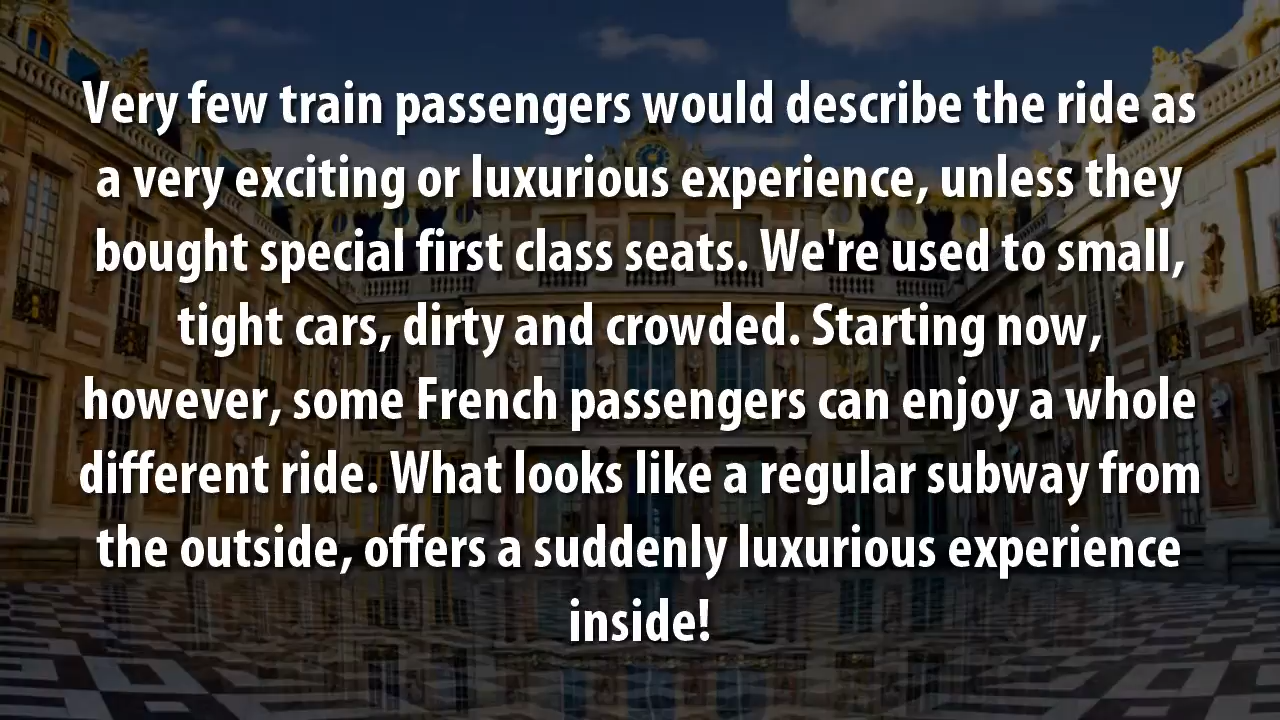 Very few train passengers would describe the ride as
a very exciting or luxurious experience, unless they
bought special first class seats. We're used to small,
tight cars, dirty and crowded. Starting now,
however, some French passengers can enjoy a whole
different ride. What looks like a regular subway from
the outside, offers a suddenly luxurious experience
inside!